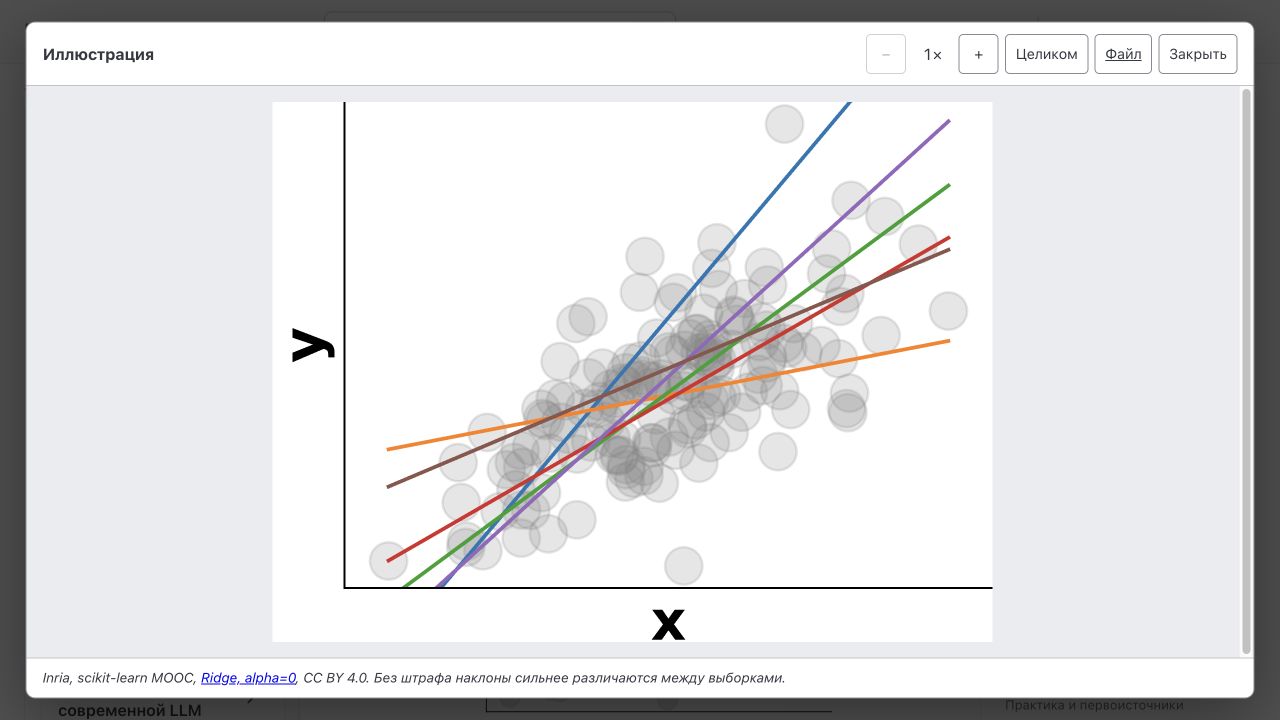 Иллюстрация
− 1× + Целиком Файл Закрыть
y
x
Inria, scikit-learn MOOC, Ridge, alpha=0, CC BY 4.0. Без штрафа наклоны сильнее различаются между выборками.
современной LLM
Практика и первоисточники